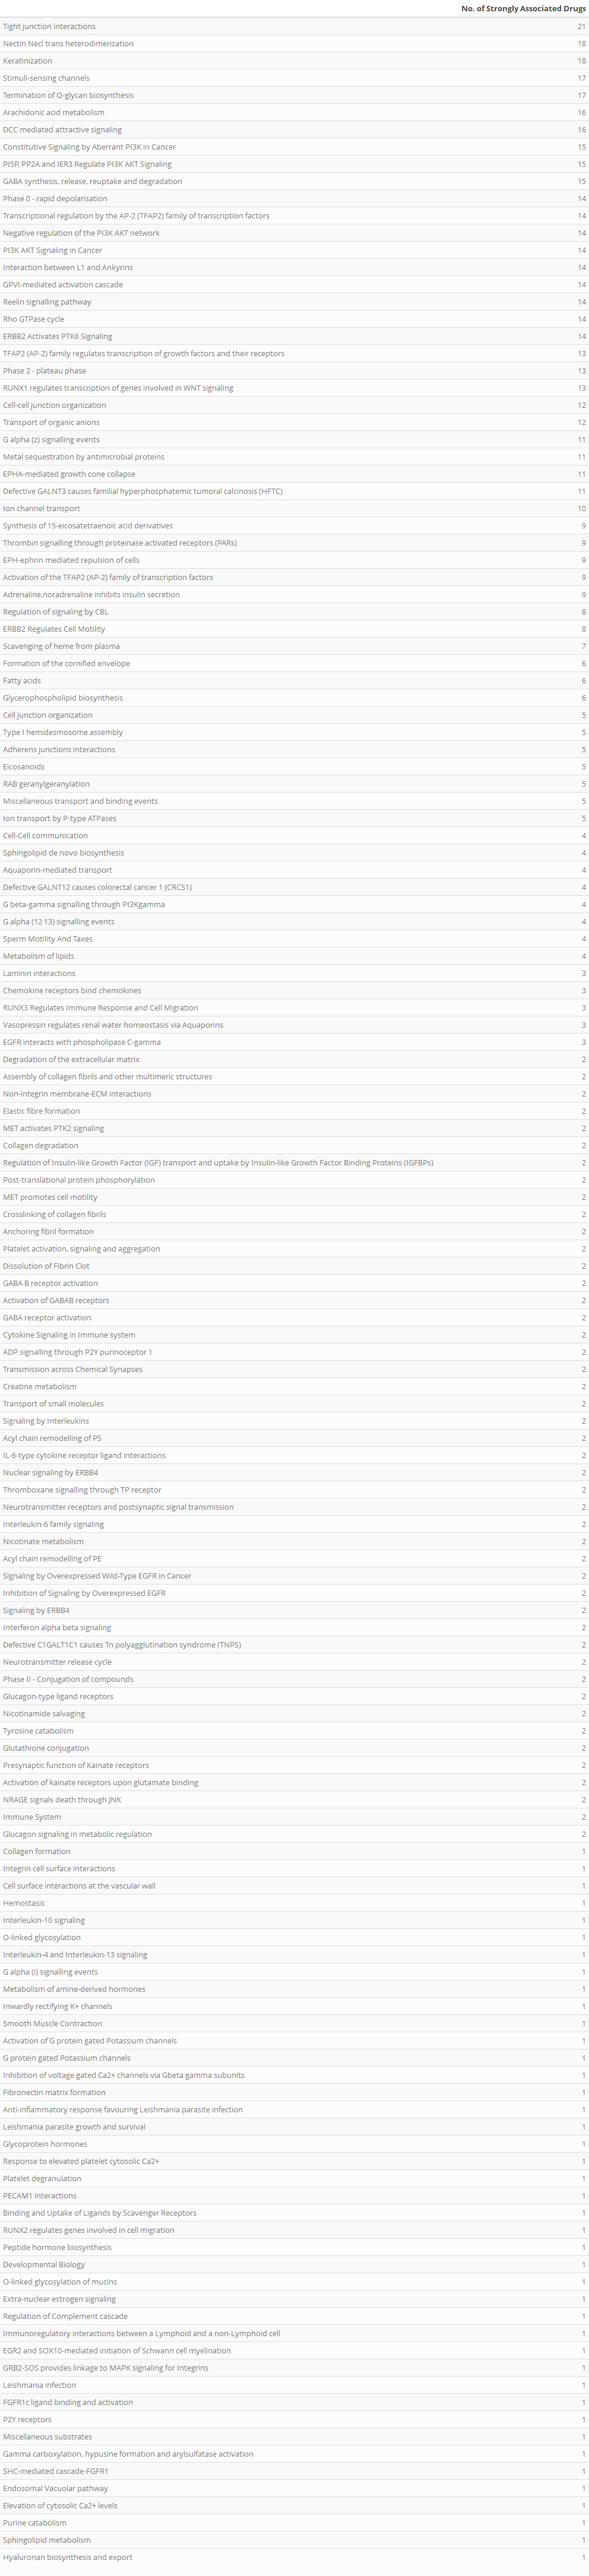 No. of Strongly Associated Drugs
Tight junction interactions 21
Nectin Necl trans heterodimerization 18
Keratinization 18
Stimuli-sensing channels 17
Termination of O-glycan biosynthesis 17
Arachidonic acid metabolism 16
DCC mediated attractive signaling 16
Constitutive Signaling by Aberrant PI3K in Cancer 15
PI5P, PP2A and IER3 Regulate PI3K AKT Signaling 15
GABA synthesis, release, reuptake and degradation 15
Phase 0 - rapid depolarisation 14
Transcriptional regulation by the AP-2 (TFAP2) family of transcription factors 14
Negative regulation of the PI3K AKT network 14
PI3K AKT Signaling in Cancer 14
Interaction between L1 and Ankyrins 14
GPVI-mediated activation cascade 14
Reelin signalling pathway 14
Rho GTPase cycle 14
ERBB2 Activates PTK6 Signaling 14
TFAP2 (AP-2) family regulates transcription of growth factors and their receptors 13
Phase 2 - plateau phase 13
RUNX1 regulates transcription of genes involved in WNT signaling 13
Cell-cell junction organization 12
Transport of organic anions 12
G alpha (z) signalling events 11
Metal sequestration by antimicrobial proteins 11
EPHA-mediated growth cone collapse 11
Defective GALNT3 causes familial hyperphosphatemic tumoral calcinosis (HFTC) 11
Ion channel transport 10
Synthesis of 15-eicosatetraenoic acid derivatives 9
Thrombin signalling through proteinase activated receptors (PARs) 9
EPH-ephrin mediated repulsion of cells 9
Activation of the TFAP2 (AP-2) family of transcription factors 9
Adrenaline,noradrenaline inhibits insulin secretion 9
Regulation of signaling by CBL 8
ERBB2 Regulates Cell Motility 8
Scavenging of heme from plasma 7
Formation of the cornified envelope 6
Fatty acids 6
Glycerophospholipid biosynthesis 6
Cell junction organization 5
Type I hemidesmosome assembly 5
Adherens junctions interactions 5
Eicosanoids 5
RAB geranylgeranylation 5
Miscellaneous transport and binding events 5
Ion transport by P-type ATPases 5
Cell-Cell communication 4
Sphingolipid de novo biosynthesis 4
Aquaporin-mediated transport 4
Defective GALNT12 causes colorectal cancer 1 (CRCS1) 4
G beta-gamma signalling through PI3Kgamma 4
G alpha (12 13) signalling events 4
Sperm Motility And Taxes 4
Metabolism of lipids 4
Laminin interactions 3
Chemokine receptors bind chemokines 3
RUNX3 Regulates Immune Response and Cell Migration 3
Vasopressin regulates renal water homeostasis via Aquaporins 3
EGFR interacts with phospholipase C-gamma 3
Degradation of the extracellular matrix 2
Assembly of collagen fibrils and other multimeric structures 2
Non-integrin membrane-ECM interactions 2
Elastic fibre formation 2
MET activates PTK2 signaling 2
Collagen degradation 2
Regulation of Insulin-like Growth Factor (IGF) transport and uptake by Insulin-like Growth Factor Binding Proteins (IGFBPs) 2
Post-translational protein phosphorylation 2
MET promotes cell motility 2
Crosslinking of collagen fibrils 2
Anchoring fibril formation 2
Platelet activation, signaling and aggregation 2
Dissolution of Fibrin Clot 2
GABA B receptor activation 2
Activation of GABAB receptors 2
GABA receptor activation 2
Cytokine Signaling in Immune system 2
ADP signalling through P2Y purinoceptor 1 2
Transmission across Chemical Synapses 2
Creatine metabolism 2
Transport of small molecules 2
Signaling by Interleukins 2
Acyl chain remodelling of PS 2
IL-6-type cytokine receptor ligand interactions 2
Nuclear signaling by ERBB4 2
Thromboxane signalling through TP receptor 2
Neurotransmitter receptors and postsynaptic signal transmission 2
Interleukin-6 family signaling 2
Nicotinate metabolism 2
Acyl chain remodelling of PE 2
Signaling by Overexpressed Wild-Type EGFR in Cancer 2
Inhibition of Signaling by Overexpressed EGFR 2
Signaling by ERBB4 2
Interferon alpha beta signaling 2
Defective C1GALT1C1 causes Tn polyagglutination syndrome (TNPS) 2
Neurotransmitter release cycle 2
Phase II - Conjugation of compounds 2
Glucagon-type ligand receptors 2
Nicotinamide salvaging 2
Tyrosine catabolism 2
Glutathione conjugation 2
Presynaptic function of Kainate receptors 2
Activation of kainate receptors upon glutamate binding 2
NRAGE signals death through JNK 2
Immune System 2
Glucagon signaling in metabolic regulation 2
Collagen formation 1
Integrin cell surface interactions 1
Cell surface interactions at the vascular wall 1
Hemostasis 1
Interleukin-10 signaling 1
O-linked glycosylation 1
Interleukin-4 and Interleukin-13 signaling 1
G alpha (i) signalling events 1
Metabolism of amine-derived hormones 1
Inwardly rectifying K+ channels 1
Smooth Muscle Contraction 1
Activation of G protein gated Potassium channels 1
G protein gated Potassium channels 1
Inhibition of voltage gated Ca2+ channels via Gbeta gamma subunits 1
Fibronectin matrix formation 1
Anti-inflammatory response favouring Leishmania parasite infection 1
Leishmania parasite growth and survival 1
Glycoprotein hormones 1
Response to elevated platelet cytosolic Ca2+ 1
Platelet degranulation 1
PECAM1 interactions 1
Binding and Uptake of Ligands by Scavenger Receptors 1
RUNX2 regulates genes involved in cell migration 1
Peptide hormone biosynthesis 1
Developmental Biology 1
O-linked glycosylation of mucins 1
Extra-nuclear estrogen signaling 1
Regulation of Complement cascade 1
Immunoregulatory interactions between a Lymphoid and a non-Lymphoid cell 1
EGR2 and SOX10-mediated initiation of Schwann cell myelination 1
GRB2-SOS provides linkage to MAPK signaling for Integrins 1
Leishmania infection 1
FGFR1c ligand binding and activation 1
P2Y receptors 1
Miscellaneous substrates 1
Gamma carboxylation, hypusine formation and arylsulfatase activation 1
SHC-mediated cascade-FGFR1 1
Endosomal Vacuolar pathway 1
Elevation of cytosolic Ca2+ levels 1
Purine catabolism 1
Sphingolipid metabolism 1
Hyaluronan biosynthesis and export 1